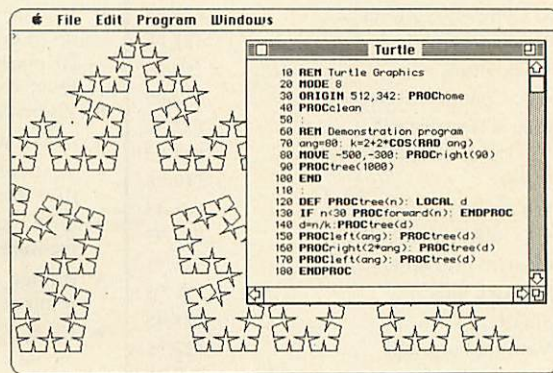 File Edit Program Windows
Turtle
10 REM Turtle Graphics
20 MODE 8
30 ORIGIN 512,342: PROChome
40 PROCclean
50 :
60 REM Demonstration program
70 ang=80: k=2+2*COS(RAD ang)
80 MOVE -500,-300: PROCright(90)
90 PROCtree(1000)
100 END
110 :
120 DEF PROCtree(n): LOCAL d
130 IF n<30 PROCforward(n): ENDPROC
140 d=n/k:PROCtree(d)
150 PROCleft(ang): PROCtree(d)
160 PROCright(2*ang): PROCtree(d)
170 PROCleft(ang): PROCtree(d)
180 ENDPROC